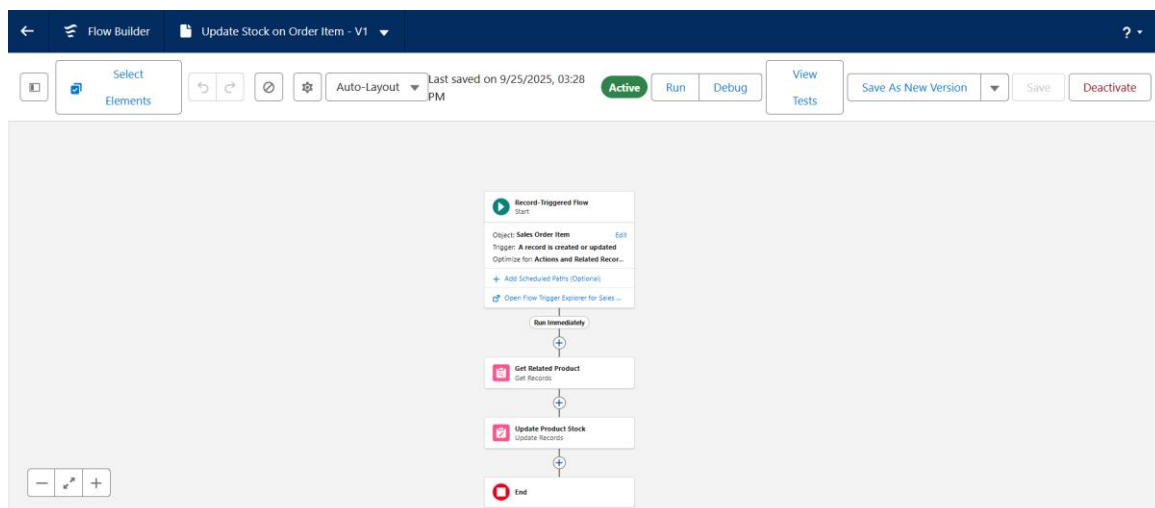 Flow Builder
Update Stock on Order Item - V1
?
Select
Elements
Auto-Layout
Last saved on 9/25/2025, 03:28
PM
Active
Run
Debug
View
Tests
Save As New Version
Save
Deactivate
Record-Triggered Flow
Start
Object: Sales Order Item
Edit
Trigger: A record is created or updated
Optimize for: Actions and Related Recor...
+ Add Scheduled Paths (Optional)
Open Flow Trigger Explorer for Sales ...
Run Immediately
Get Related Product
Get Records
Update Product Stock
Update Records
End